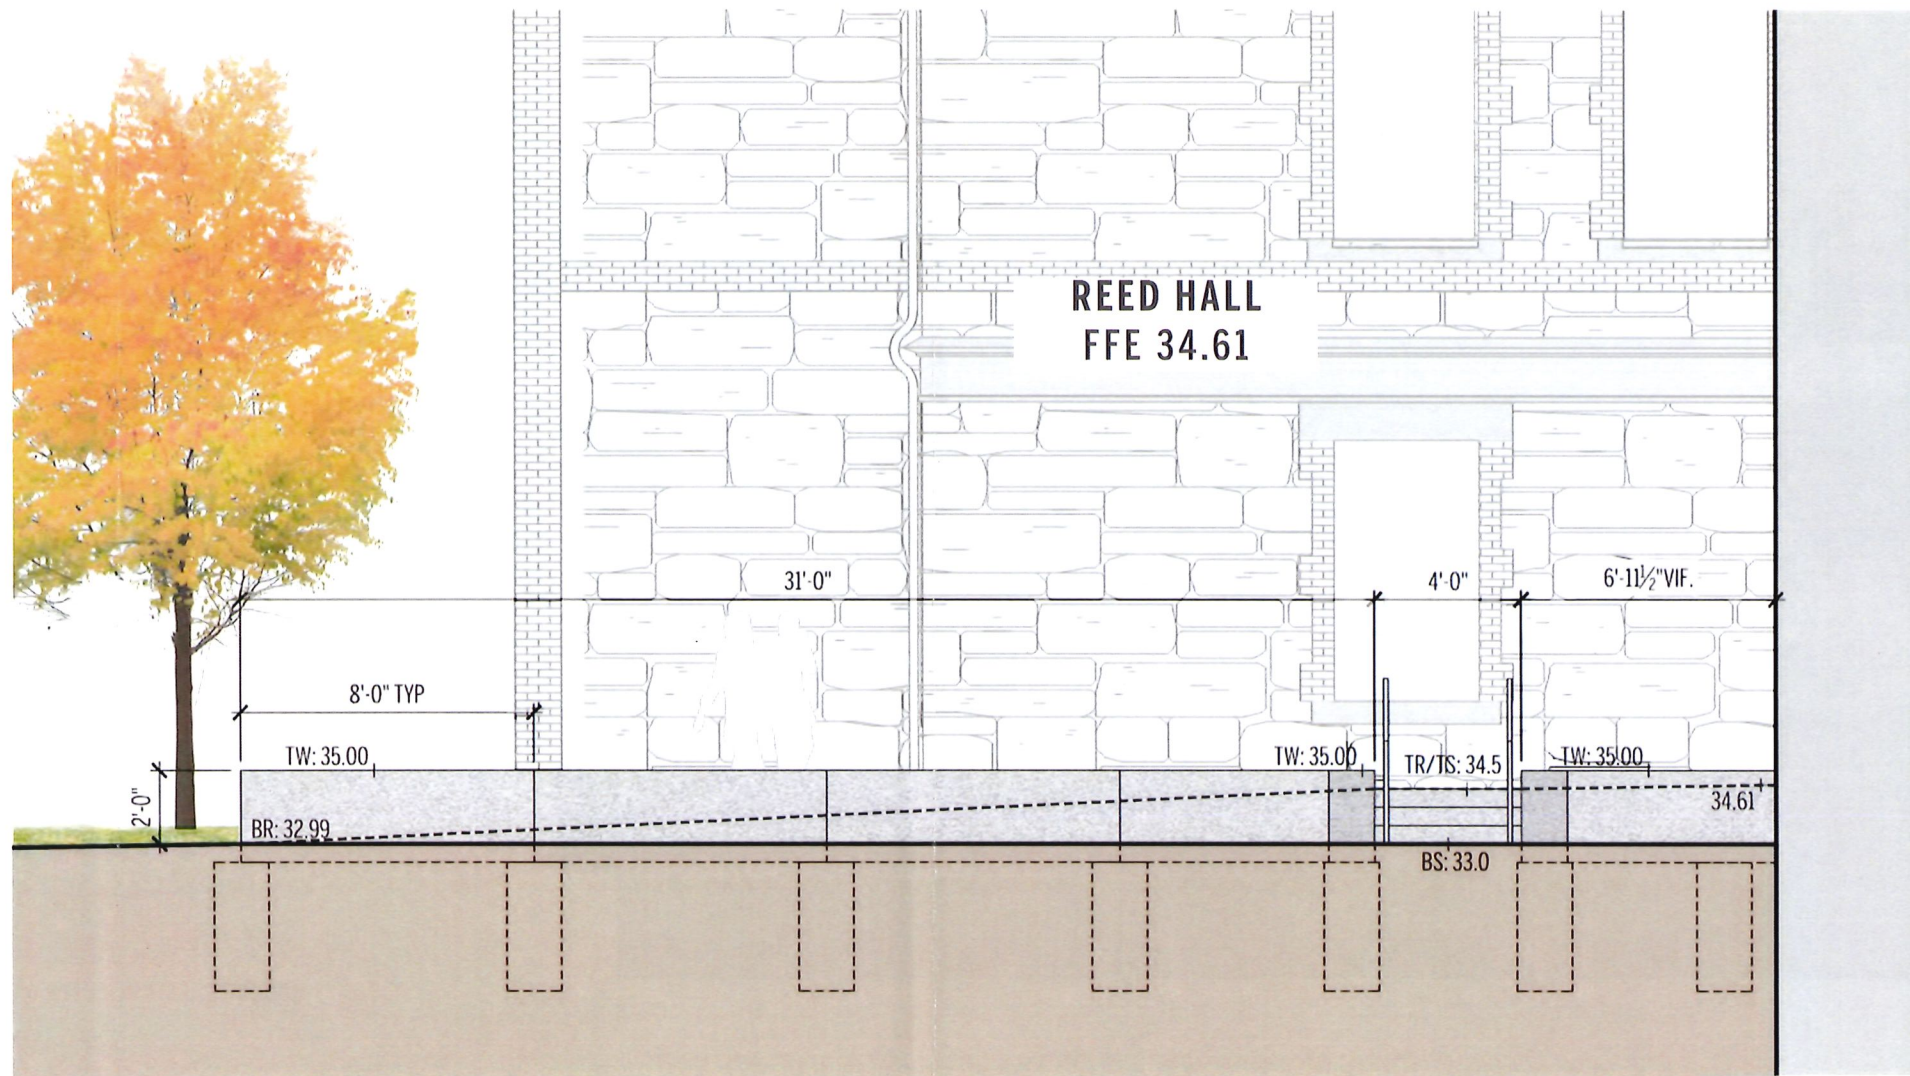 REED HALL
FFE 34.61
31'-0"
4'-0"
6'-11½"VIF.
8'-0" TYP
TW: 35.00
TW: 35.00
TR/TS: 34.5
TW: 35.00
2'-0"
34.61
BR: 32.99
BS: 33.0